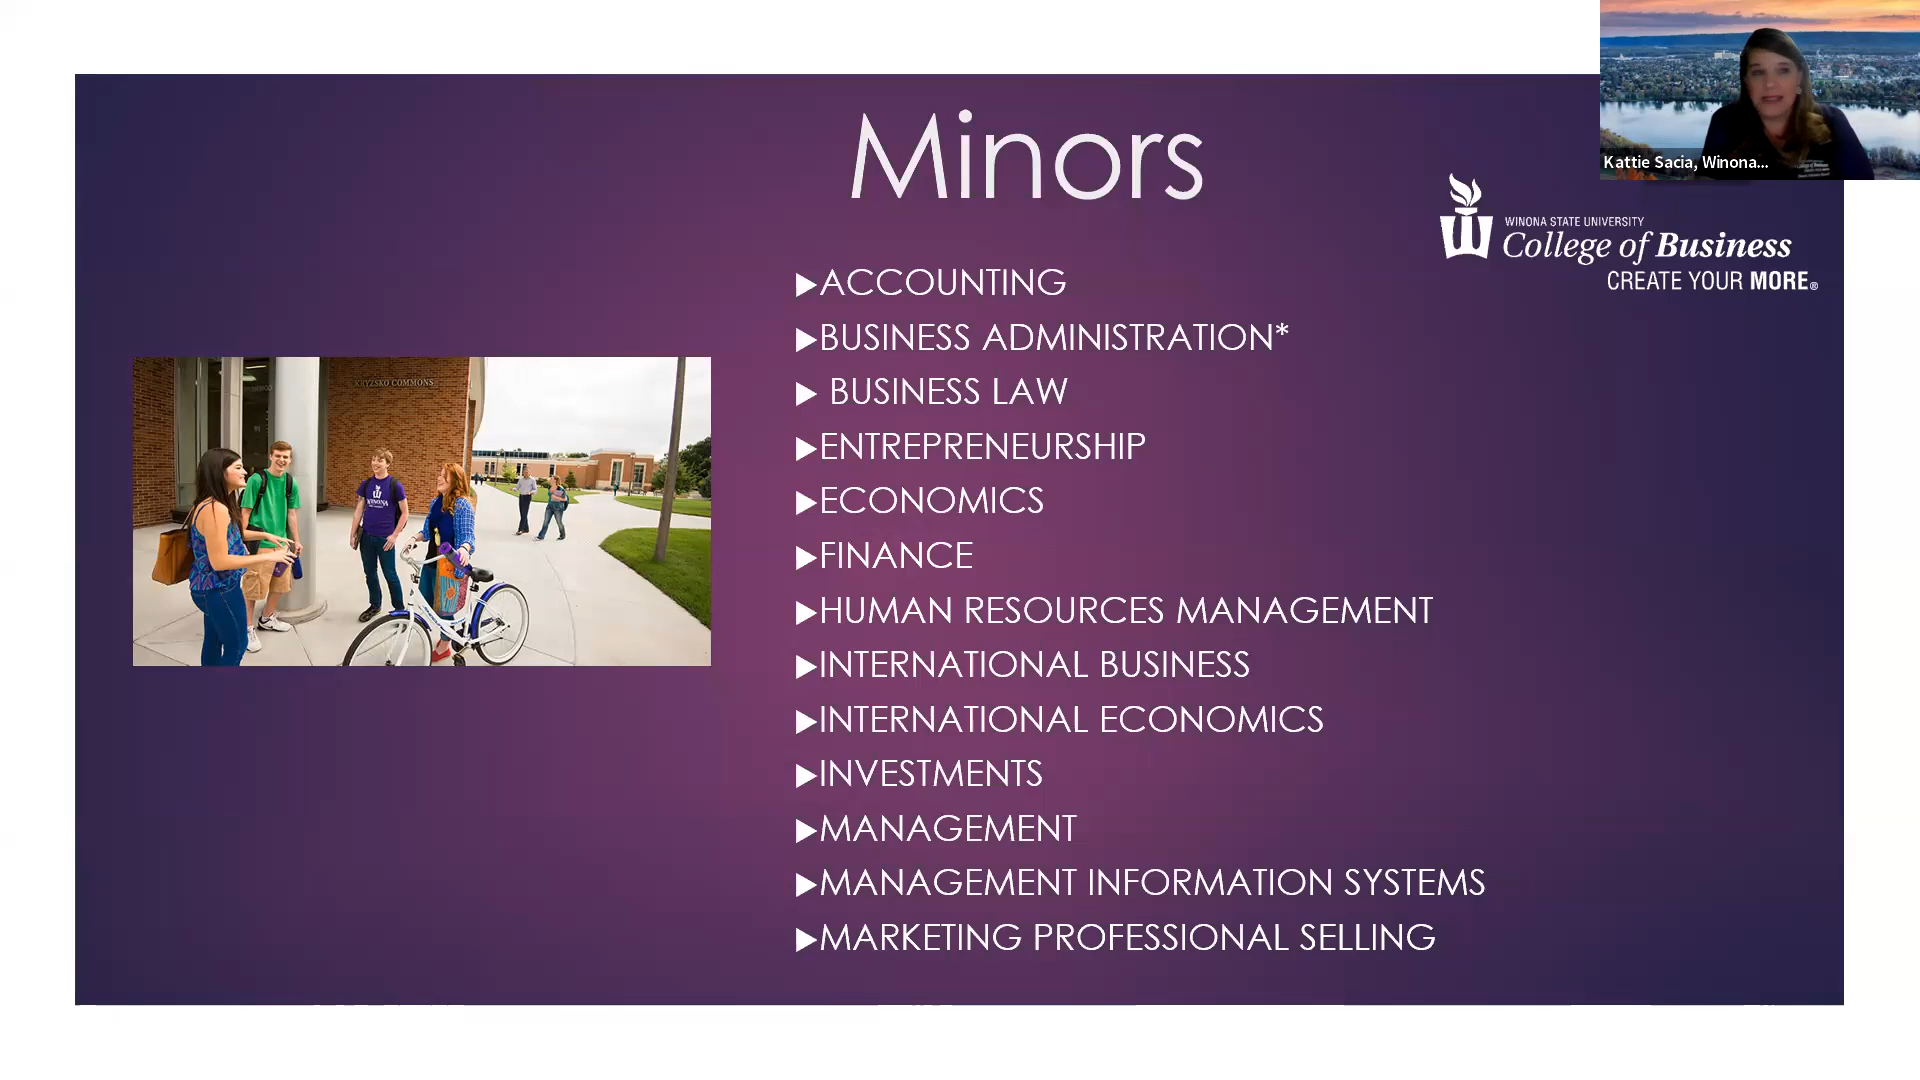 Minors
Kattie Sacia, Winona...
WINONA STATE UNIVERSITY
College of Business
CREATE YOUR MORE®
▶ACCOUNTING
▶BUSINESS ADMINISTRATION*
▶ BUSINESS LAW
▶ENTREPRENEURSHIP
▶ECONOMICS
▶FINANCE
▶HUMAN RESOURCES MANAGEMENT
▶INTERNATIONAL BUSINESS
▶INTERNATIONAL ECONOMICS
▶INVESTMENTS
▶MANAGEMENT
▶MANAGEMENT INFORMATION SYSTEMS
▶MARKETING PROFESSIONAL SELLING
KRYZSKO COMMONS
WINONA